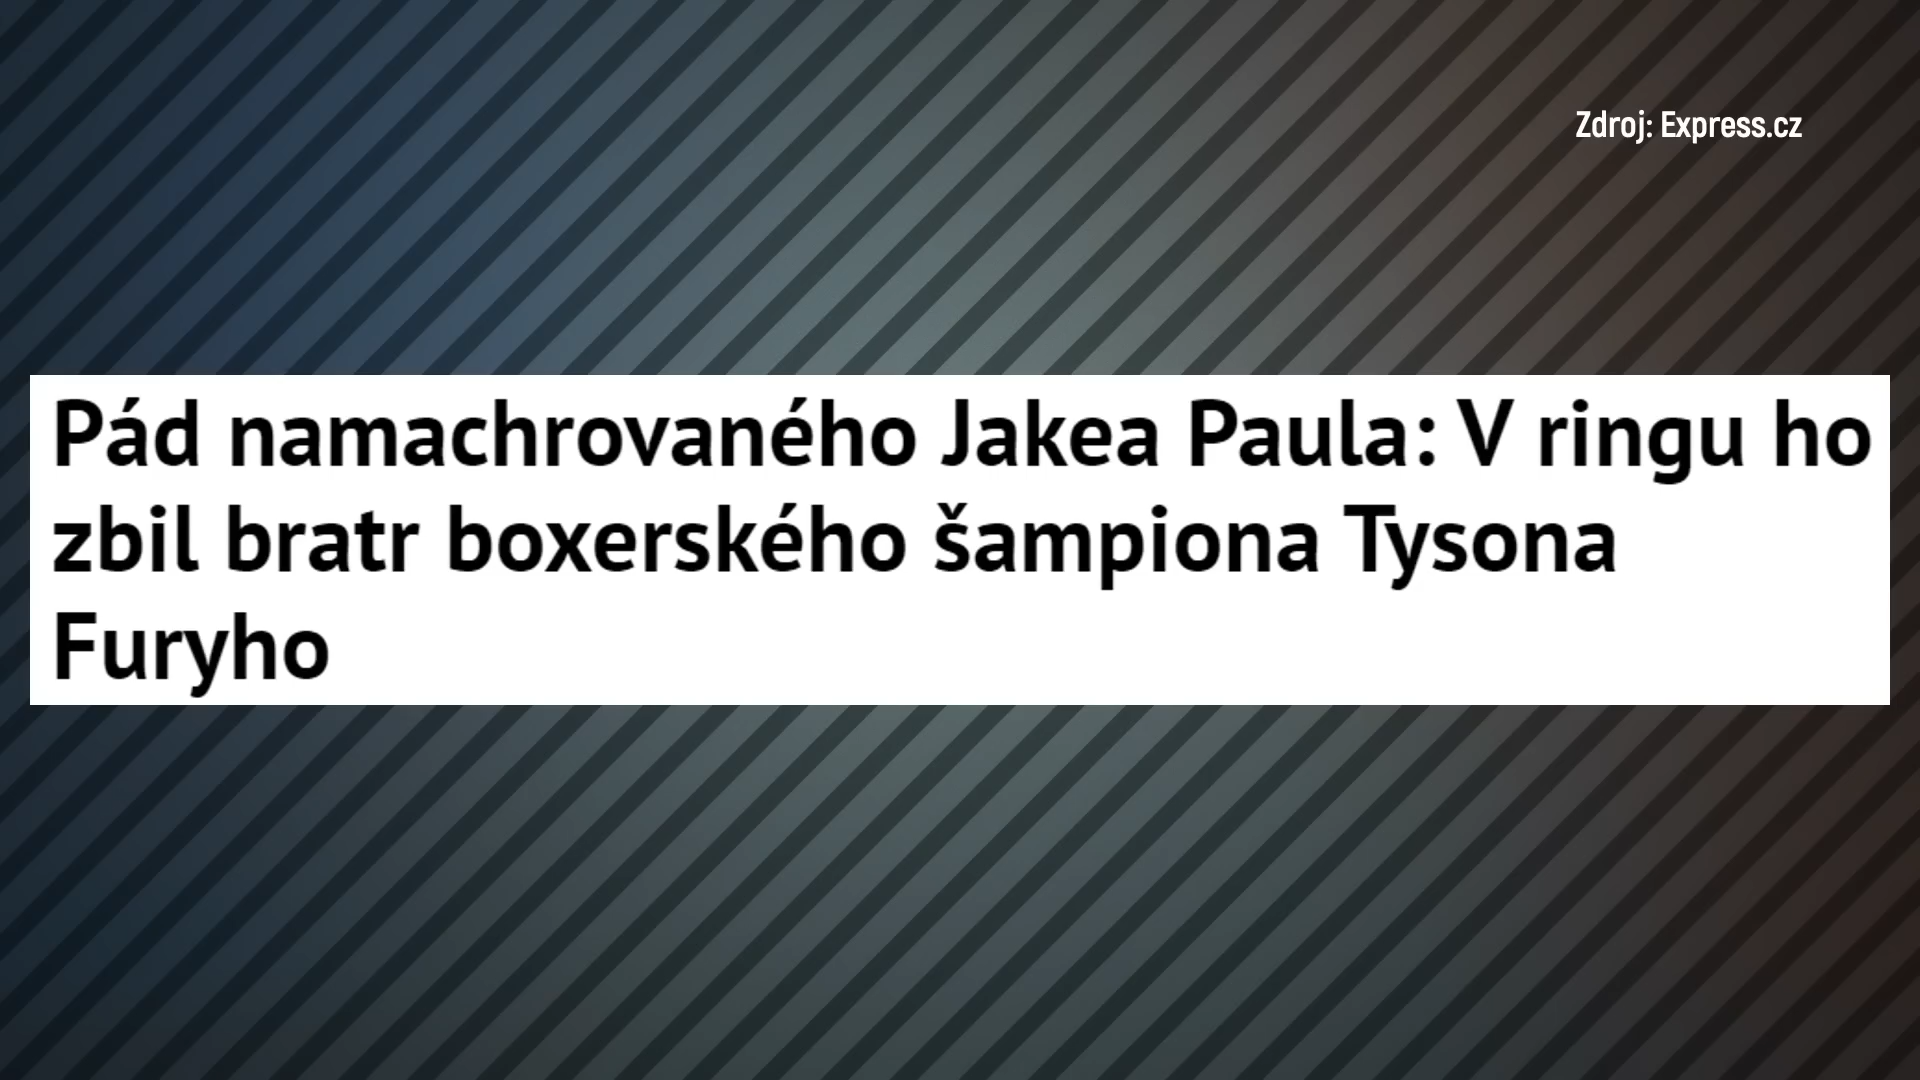 Zdroj: Express.cz
Pád namachrovaného Jakea Paula: V ringu ho
zbil bratr boxerského šampiona Tysona
Furyho